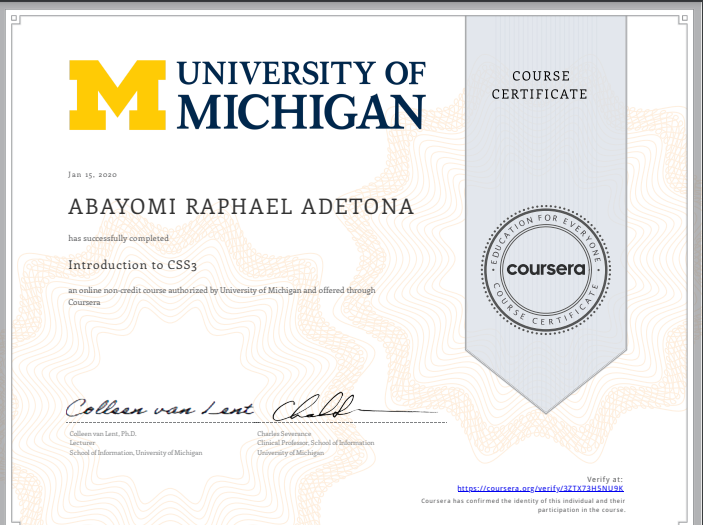 UNIVERSITY OF
MICHIGAN
COURSE
CERTIFICATE
Jan 15, 2020
ABAYOMI RAPHAEL ADETONA
has successfully completed
Introduction to CSS3
an online non-credit course authorized by University of Michigan and offered through
Coursera
EDUCATION FOR EVERYONE
coursera
COURSE CERTIFICATE
Colleen van Lent
Colleen van Lent, Ph.D.
Lecturer
School of Information, University of Michigan
Charles Severance
Clinical Professor, School of Information
University of Michigan
Verify at:
https://coursera.org/verify/3ZTX73H5NU9K
Coursera has confirmed the identity of this individual and their
participation in the course.